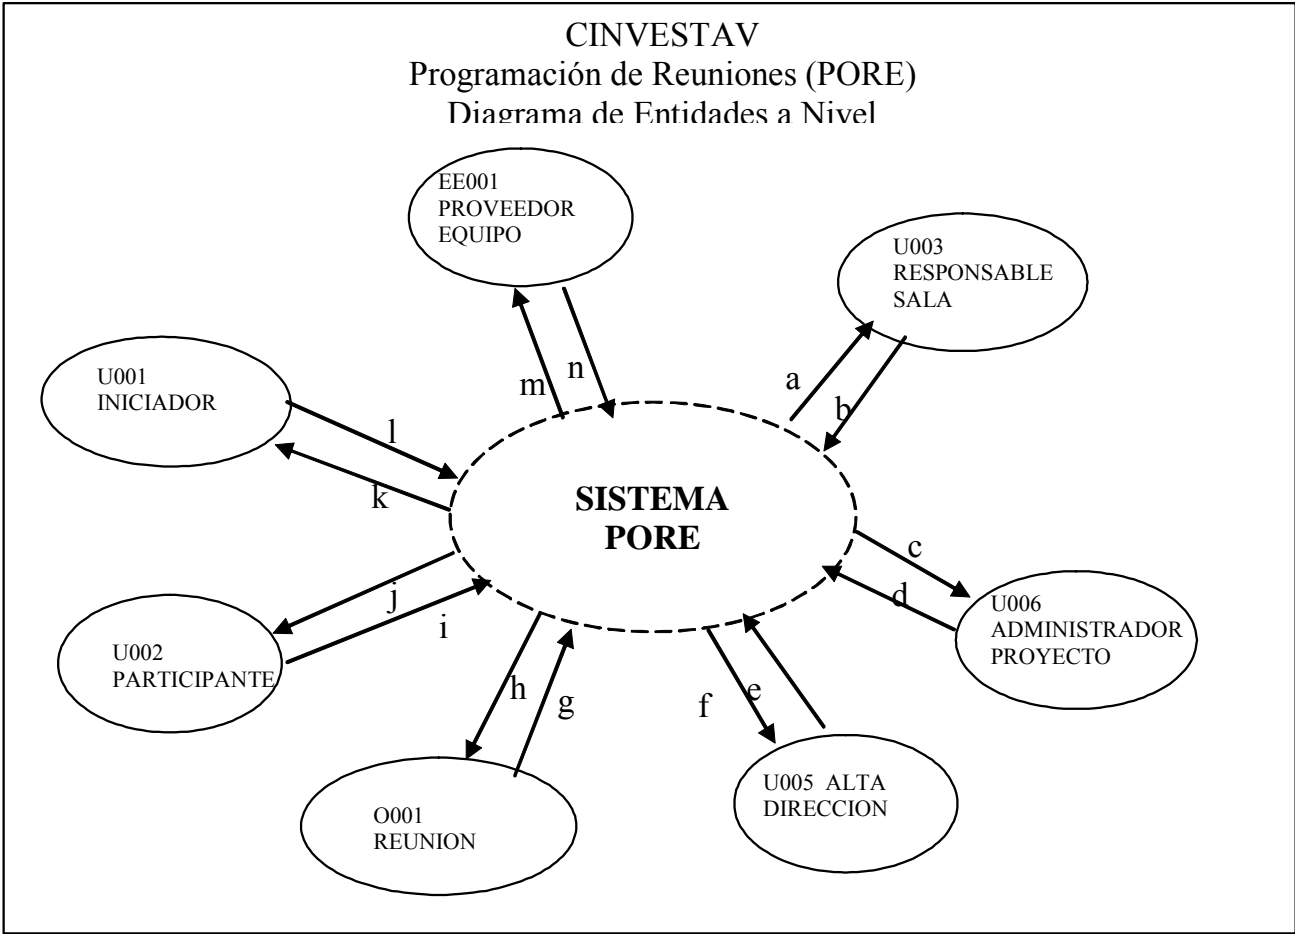 CINVESTAV
Programación de Reuniones (PORE)
Diagrama de Entidades a Nivel
EE001
PROVEEDOR
EQUIPO
U003
RESPONSABLE
SALA
U001
INICIADOR
m
n
a
b
l
k
SISTEMA
PORE
c
d
U006
ADMINISTRADOR
PROYECTO
j
i
U002
PARTICIPANTE
h
g
f
e
O001
REUNION
U005 ALTA
DIRECCION